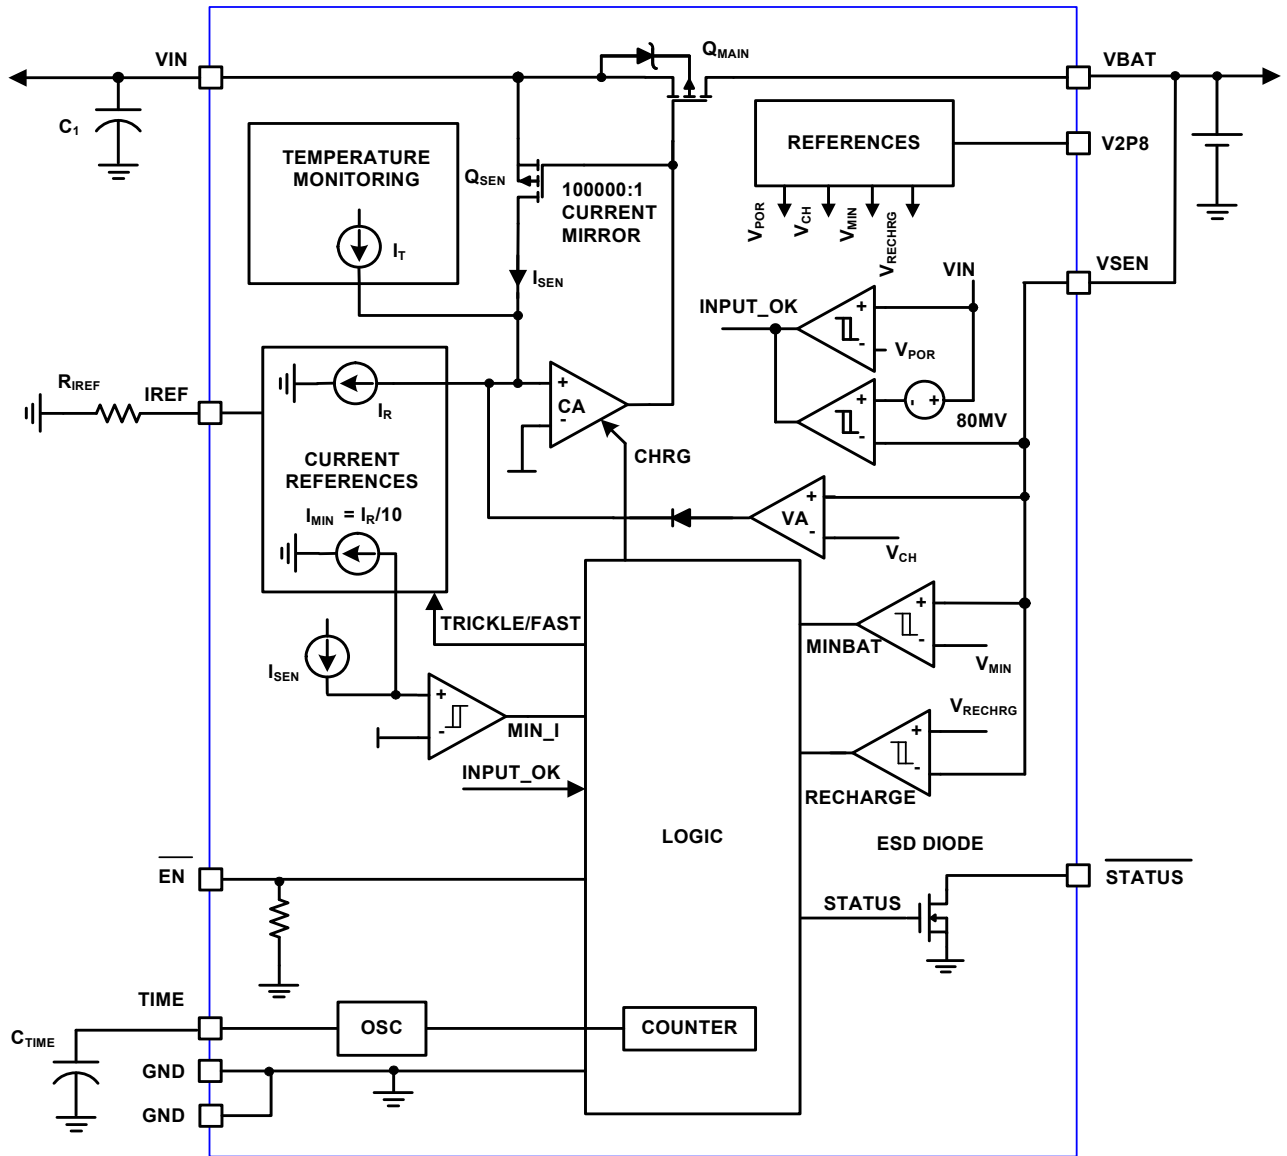 VIN
C1
QMAIN
VBAT
TEMPERATURE
MONITORING
IT
QSEN
100000:1
CURRENT
MIRROR
ISEN
REFERENCES
V2P8
VPOR
VCH
VMIN
VRECHRG
VSEN
VIN
INPUT_OK
+
-
VPOR
+
-
- +
80MV
RIREF
IREF
IR
CURRENT
REFERENCES
IMIN = IR/10
+
CA
-
CHRG
+
VA
-
VCH
TRICKLE/FAST
ISEN
+
-
MIN_I
+
-
MINBAT
VMIN
VRECHRG
+
-
RECHARGE
INPUT_OK
LOGIC
ESD DIODE
EN
STATUS
STATUS
TIME
CTIME
OSC
COUNTER
GND
GND